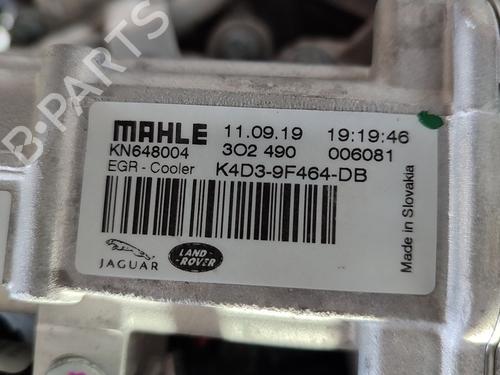 B-PARTS
MAHLE 11.09.19 19:19:46
KN648004 302 490 006081
EGR - Cooler K4D3-9F464-DB
JAGUAR
LAND
ROVER
Made in Slovakia